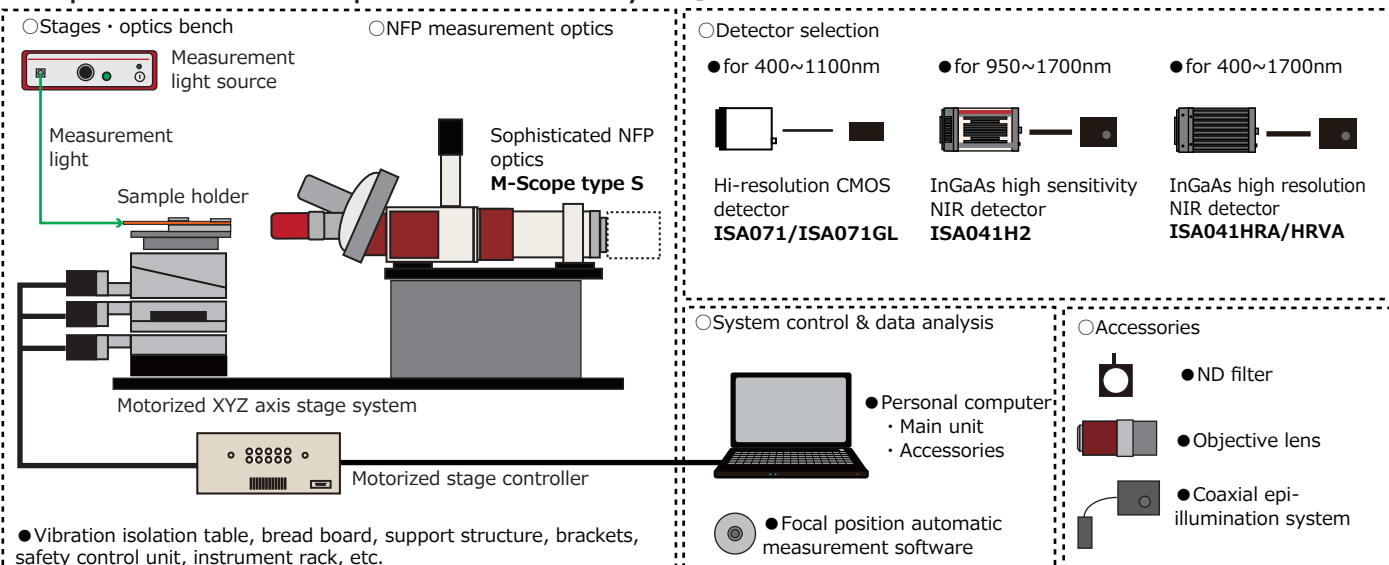 ○Stages・optics bench
○NFP measurement optics
Measurement
light source
Measurement
light
Sample holder
Sophisticated NFP
optics
M-Scope type S
Motorized XYZ axis stage system
Motorized stage controller
●Vibration isolation table, bread board, support structure, brackets,
safety control unit, instrument rack, etc.
○Detector selection
●for 400~1100nm
●for 950~1700nm
●for 400~1700nm
Hi-resolution CMOS
detector
ISA071/ISA071GL
InGaAs high sensitivity
NIR detector
ISA041H2
InGaAs high resolution
NIR detector
ISA041HRA/HRVA
○System control & data analysis
●Personal computer
・Main unit
・Accessories
●Focal position automatic
measurement software
○Accessories
●ND filter
●Objective lens
●Coaxial epi-
illumination system